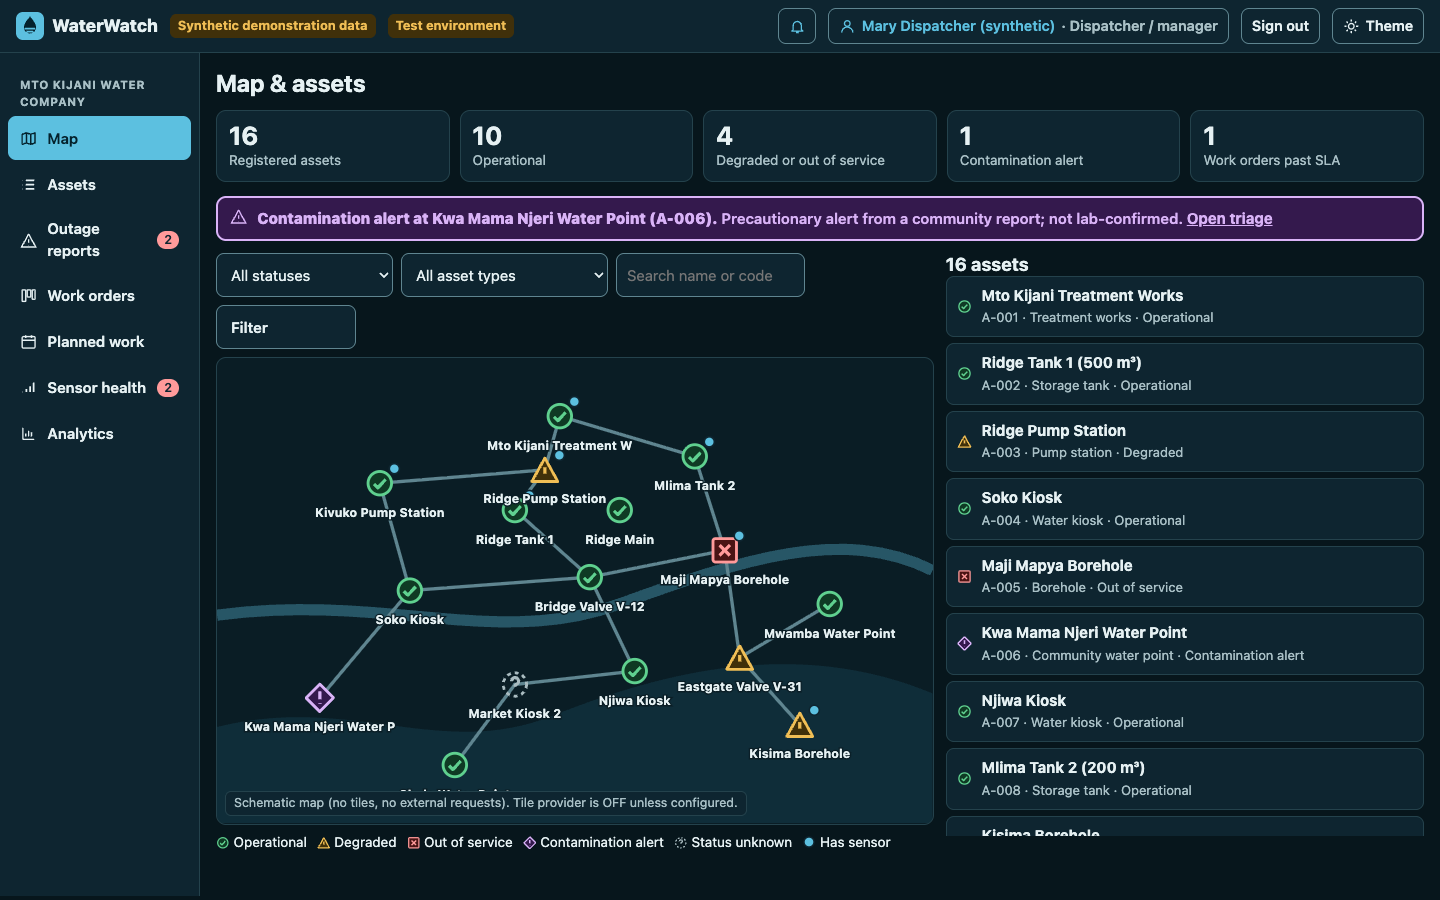 WaterWatch
Synthetic demonstration data
Test environment
Mary Dispatcher (synthetic) · Dispatcher / manager
Sign out
Theme
MTO KIJANI WATER
COMPANY
Map
Assets
Outage
reports
2
Work orders
Planned work
Sensor health
2
Analytics
Map & assets
16
Registered assets
10
Operational
4
Degraded or out of service
1
Contamination alert
1
Work orders past SLA
Contamination alert at Kwa Mama Njeri Water Point (A-006). Precautionary alert from a community report; not lab-confirmed. Open triage
All statuses
All asset types
Search name or code
Filter
Mto Kijani Treatment W
Mlima Tank 2
Ridge Pump Station
Kivuko Pump Station
Ridge Tank 1
Ridge Main
Maji Mapya Borehole
Bridge Valve V-12
Soko Kiosk
Mwamba Water Point
Eastgate Valve V-31
Njiwa Kiosk
Market Kiosk 2
Kwa Mama Njeri Water P
Kisima Borehole
Schematic map (no tiles, no external requests). Tile provider is OFF unless configured.
Operational
Degraded
Out of service
Contamination alert
Status unknown
Has sensor
16 assets
Mto Kijani Treatment Works
A-001 · Treatment works · Operational
Ridge Tank 1 (500 m³)
A-002 · Storage tank · Operational
Ridge Pump Station
A-003 · Pump station · Degraded
Soko Kiosk
A-004 · Water kiosk · Operational
Maji Mapya Borehole
A-005 · Borehole · Out of service
Kwa Mama Njeri Water Point
A-006 · Community water point · Contamination alert
Njiwa Kiosk
A-007 · Water kiosk · Operational
Mlima Tank 2 (200 m³)
A-008 · Storage tank · Operational
Kisima Borehole